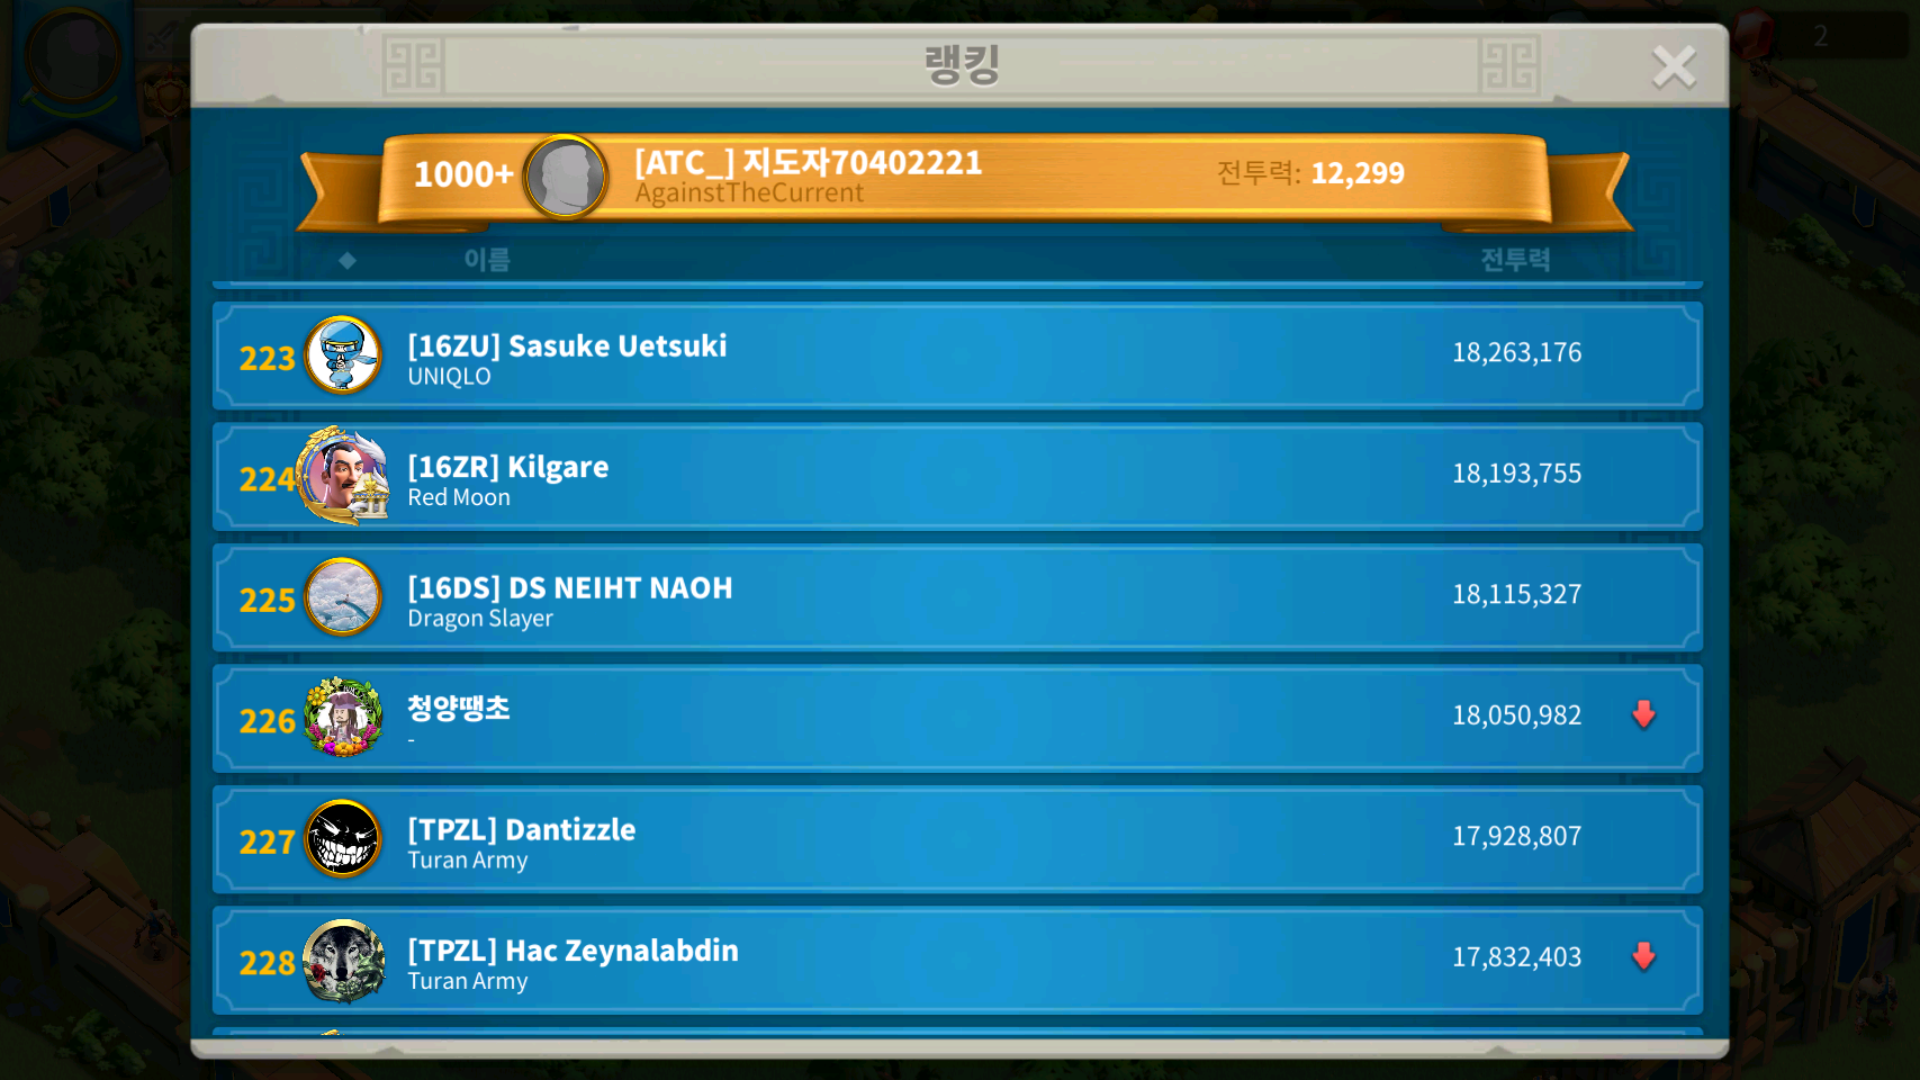 랭킹
2
1000+
[ATC_] 지도자70402221
AgainstTheCurrent
전투력: 12,299
이름
전투력
223
[16ZU] Sasuke Uetsuki
UNIQLO
18,263,176
224
[16ZR] Kilgare
Red Moon
18,193,755
225
[16DS] DS NEIHT NAOH
Dragon Slayer
18,115,327
226
청양땡초
-
18,050,982
227
[TPZL] Dantizzle
Turan Army
17,928,807
228
[TPZL] Hac Zeynalabdin
Turan Army
17,832,403